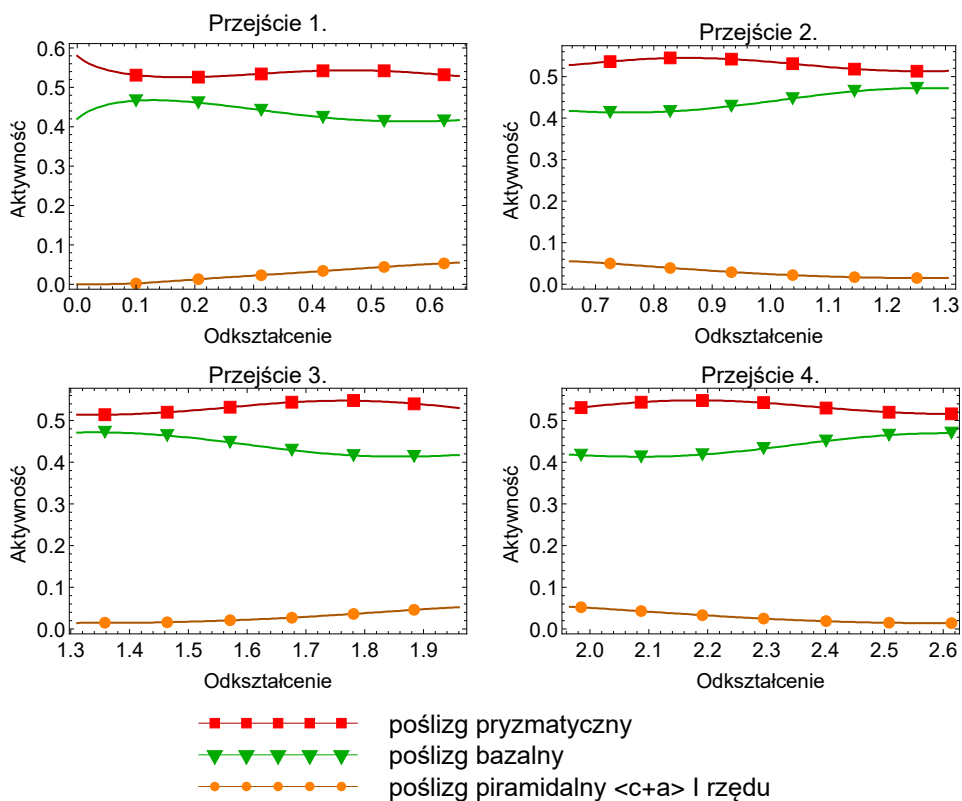 Przejście 1.
0.6
0.5
0.4
0.3
0.2
0.1
0.0
Aktywność
0.0 0.1 0.2 0.3 0.4 0.5 0.6
Odkształcenie
Przejście 2.
0.5
0.4
0.3
0.2
0.1
0.0
Aktywność
0.7 0.8 0.9 1.0 1.1 1.2 1.3
Odkształcenie
Przejście 3.
0.5
0.4
0.3
0.2
0.1
0.0
Aktywność
1.3 1.4 1.5 1.6 1.7 1.8 1.9
Odkształcenie
Przejście 4.
0.5
0.4
0.3
0.2
0.1
0.0
Aktywność
2.0 2.1 2.2 2.3 2.4 2.5 2.6
Odkształcenie
poślizg pryzmatyczny
poślizg bazalny
poślizg piramidalny <c+a> I rzędu